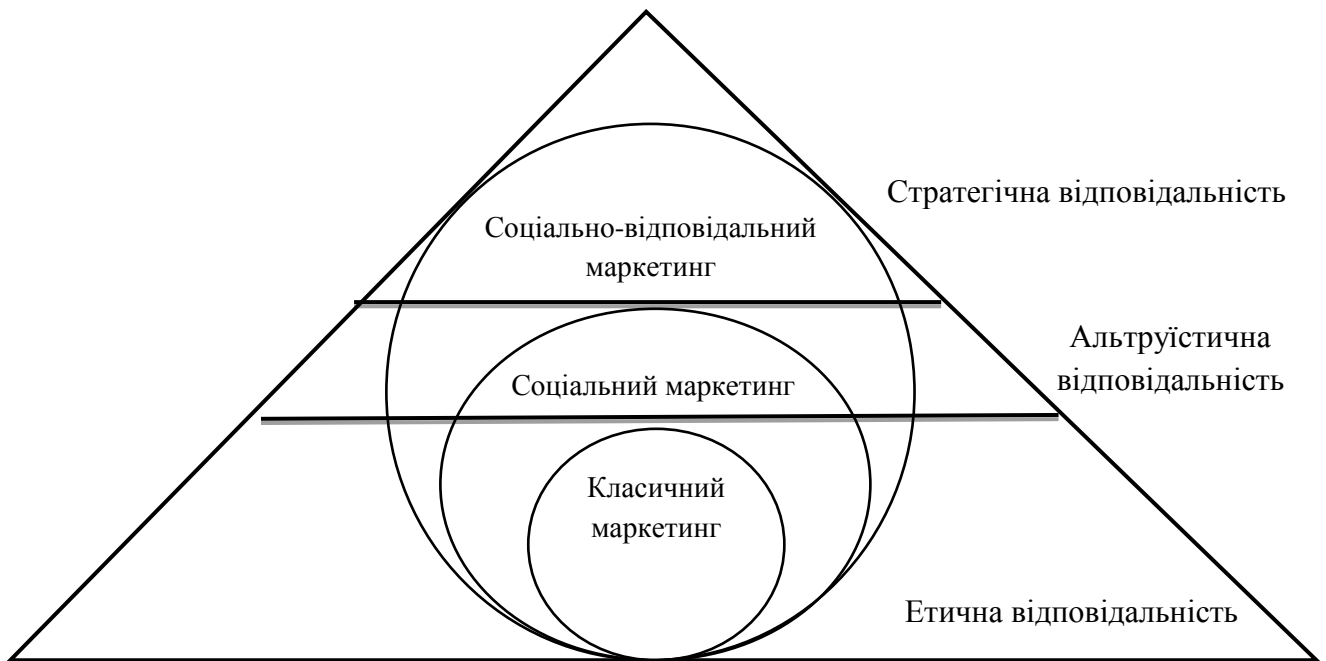 Стратегічна відповідальність
Соціально-відповідальний
маркетинг
Альтруїстична
відповідальність
Соціальний маркетинг
Класичний
маркетинг
Етична відповідальність